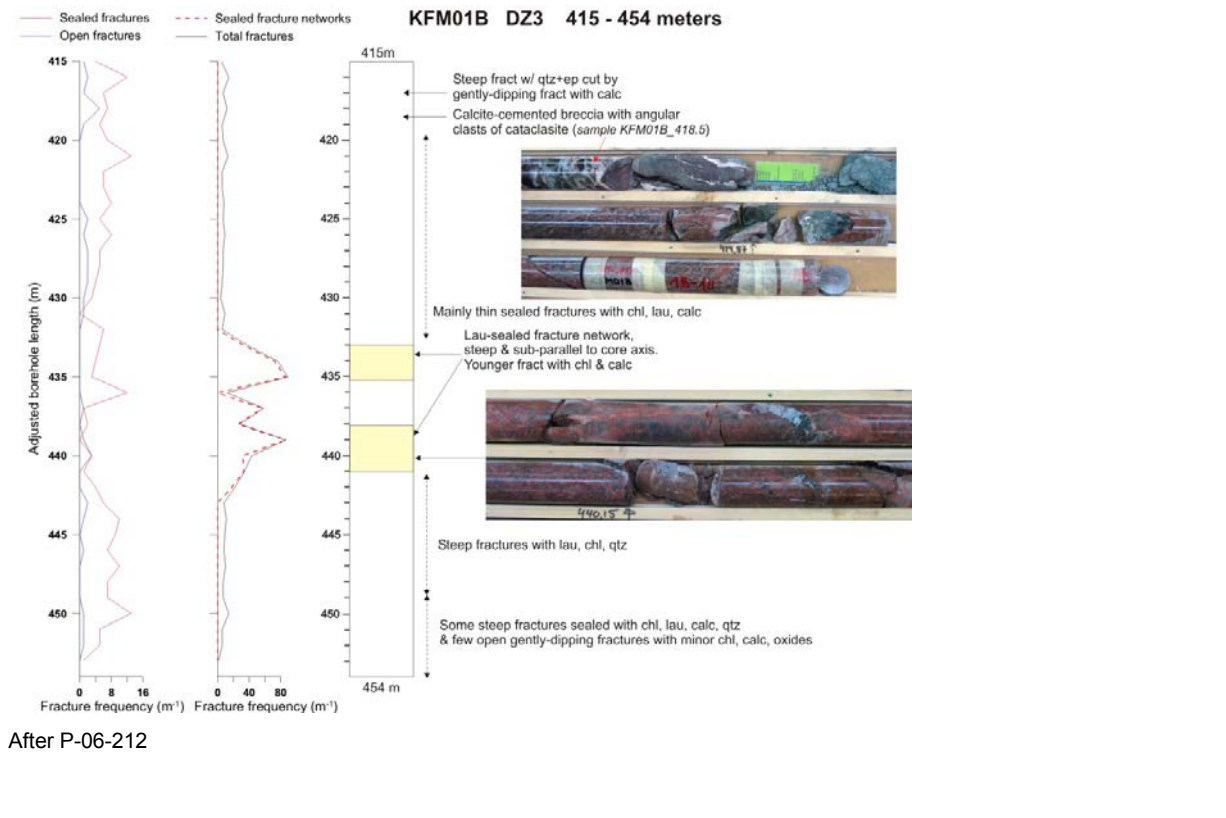 KFM01B DZ3 415 - 454 meters
Sealed fractures
Sealed fracture networks
Open fractures
Total fractures
415
420
425
430
435
440
445
450
Adjusted borehole length (m)
0 8 16
Fracture frequency (m-1)
0 40 80
Fracture frequency (m-1)
415m
420
425
430
435
440
445
450
454 m
Steep fract w/ qtz+ep cut by
gently-dipping fract with calc
Calcite-cemented breccia with angular
clasts of cataclasite (sample KFM01B_418.5)
Mainly thin sealed fractures with chl, lau, calc
Lau-sealed fracture network,
steep & sub-parallel to core axis.
Younger fract with chl & calc
440.15
Steep fractures with lau, chl, qtz
Some steep fractures sealed with chl, lau, calc, qtz
& few open gently-dipping fractures with minor chl, calc, oxides
After P-06-212